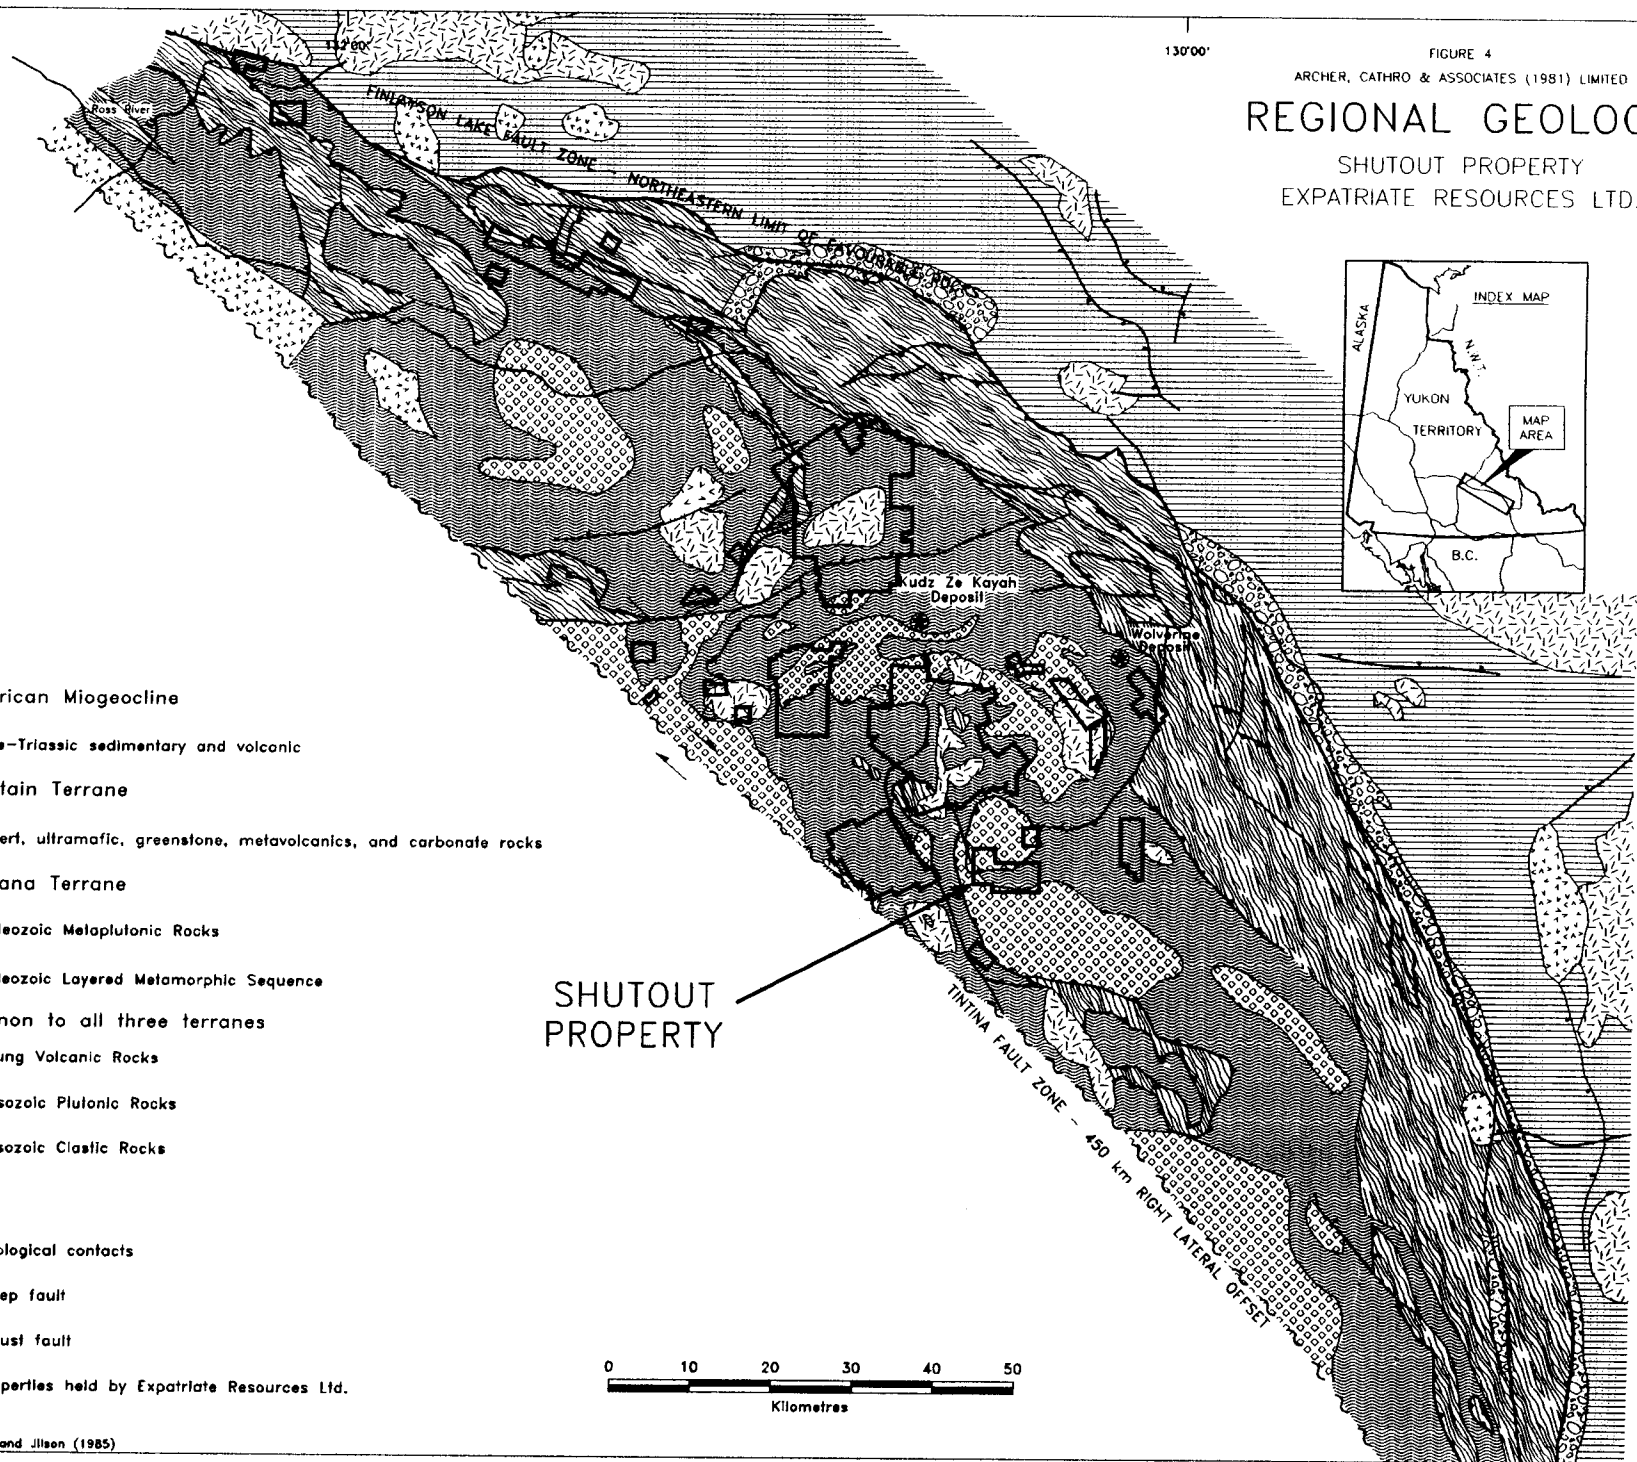 132°00'
130°00'
FIGURE 4
ARCHER, CATHRO & ASSOCIATES (1981) LIMITED
REGIONAL GEOLOG
SHUTOUT PROPERTY
EXPATRIATE RESOURCES LTD.
Ross River
FINLAYSON LAKE FAULT ZONE - NORTHEASTERN LIMIT OF FAVOURABLE ROCKS
INDEX MAP
ALASKA
N.W.T.
YUKON
TERRITORY
MAP
AREA
B.C.
Kudz Ze Kayah
Deposit
Wolverine
Deposit
rican Miogeocline
e-Triassic sedimentary and volcanic
tain Terrane
ert, ultramafic, greenstone, metavolcanics, and carbonate rocks
ana Terrane
leozoic Metaplutonic Rocks
leozoic Layered Metamorphic Sequence
non to all three terranes
ung Volcanic Rocks
sozoic Plutonic Rocks
sozoic Clastic Rocks
SHUTOUT
PROPERTY
TINTINA FAULT ZONE - 450 km RIGHT LATERAL OFFSET
ological contacts
ep fault
ust fault
perties held by Expatriate Resources Ltd.
and Jilson (1985)
0 10 20 30 40 50
Kilometres